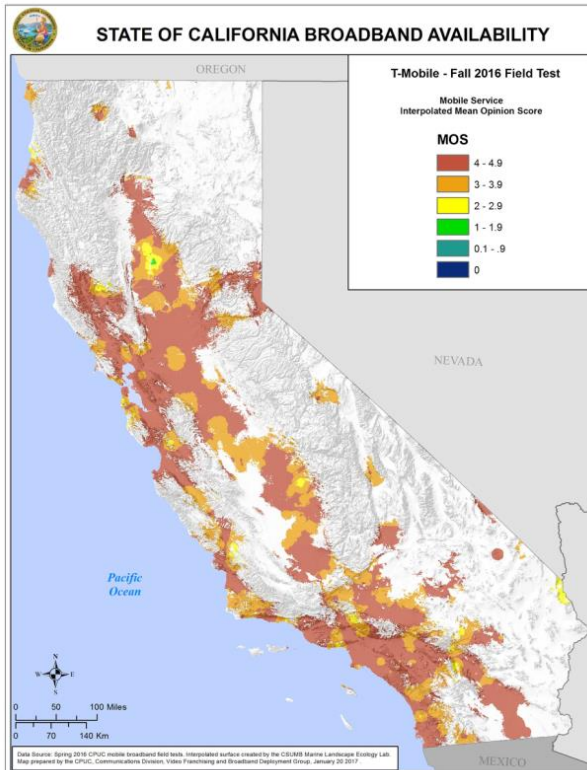 STATE OF CALIFORNIA BROADBAND AVAILABILITY
OREGON
T-Mobile - Fall 2016 Field Test
Mobile Service
Interpolated Mean Opinion Score
MOS
4 - 4.9
3 - 3.9
2 - 2.9
1 - 1.9
0.1 - .9
0
NEVADA
Pacific
Ocean
N
W E
S
0 50 100 Miles
0 70 140 Km
Data Source: Spring 2016 CPUC mobile broadband field tests. Interpolated surface created by the CSUMB Marine Landscape Ecology Lab.
Map prepared by the CPUC, Communications Division, Video Franchising and Broadband Deployment Group, January 20 2017 .
MEXICO